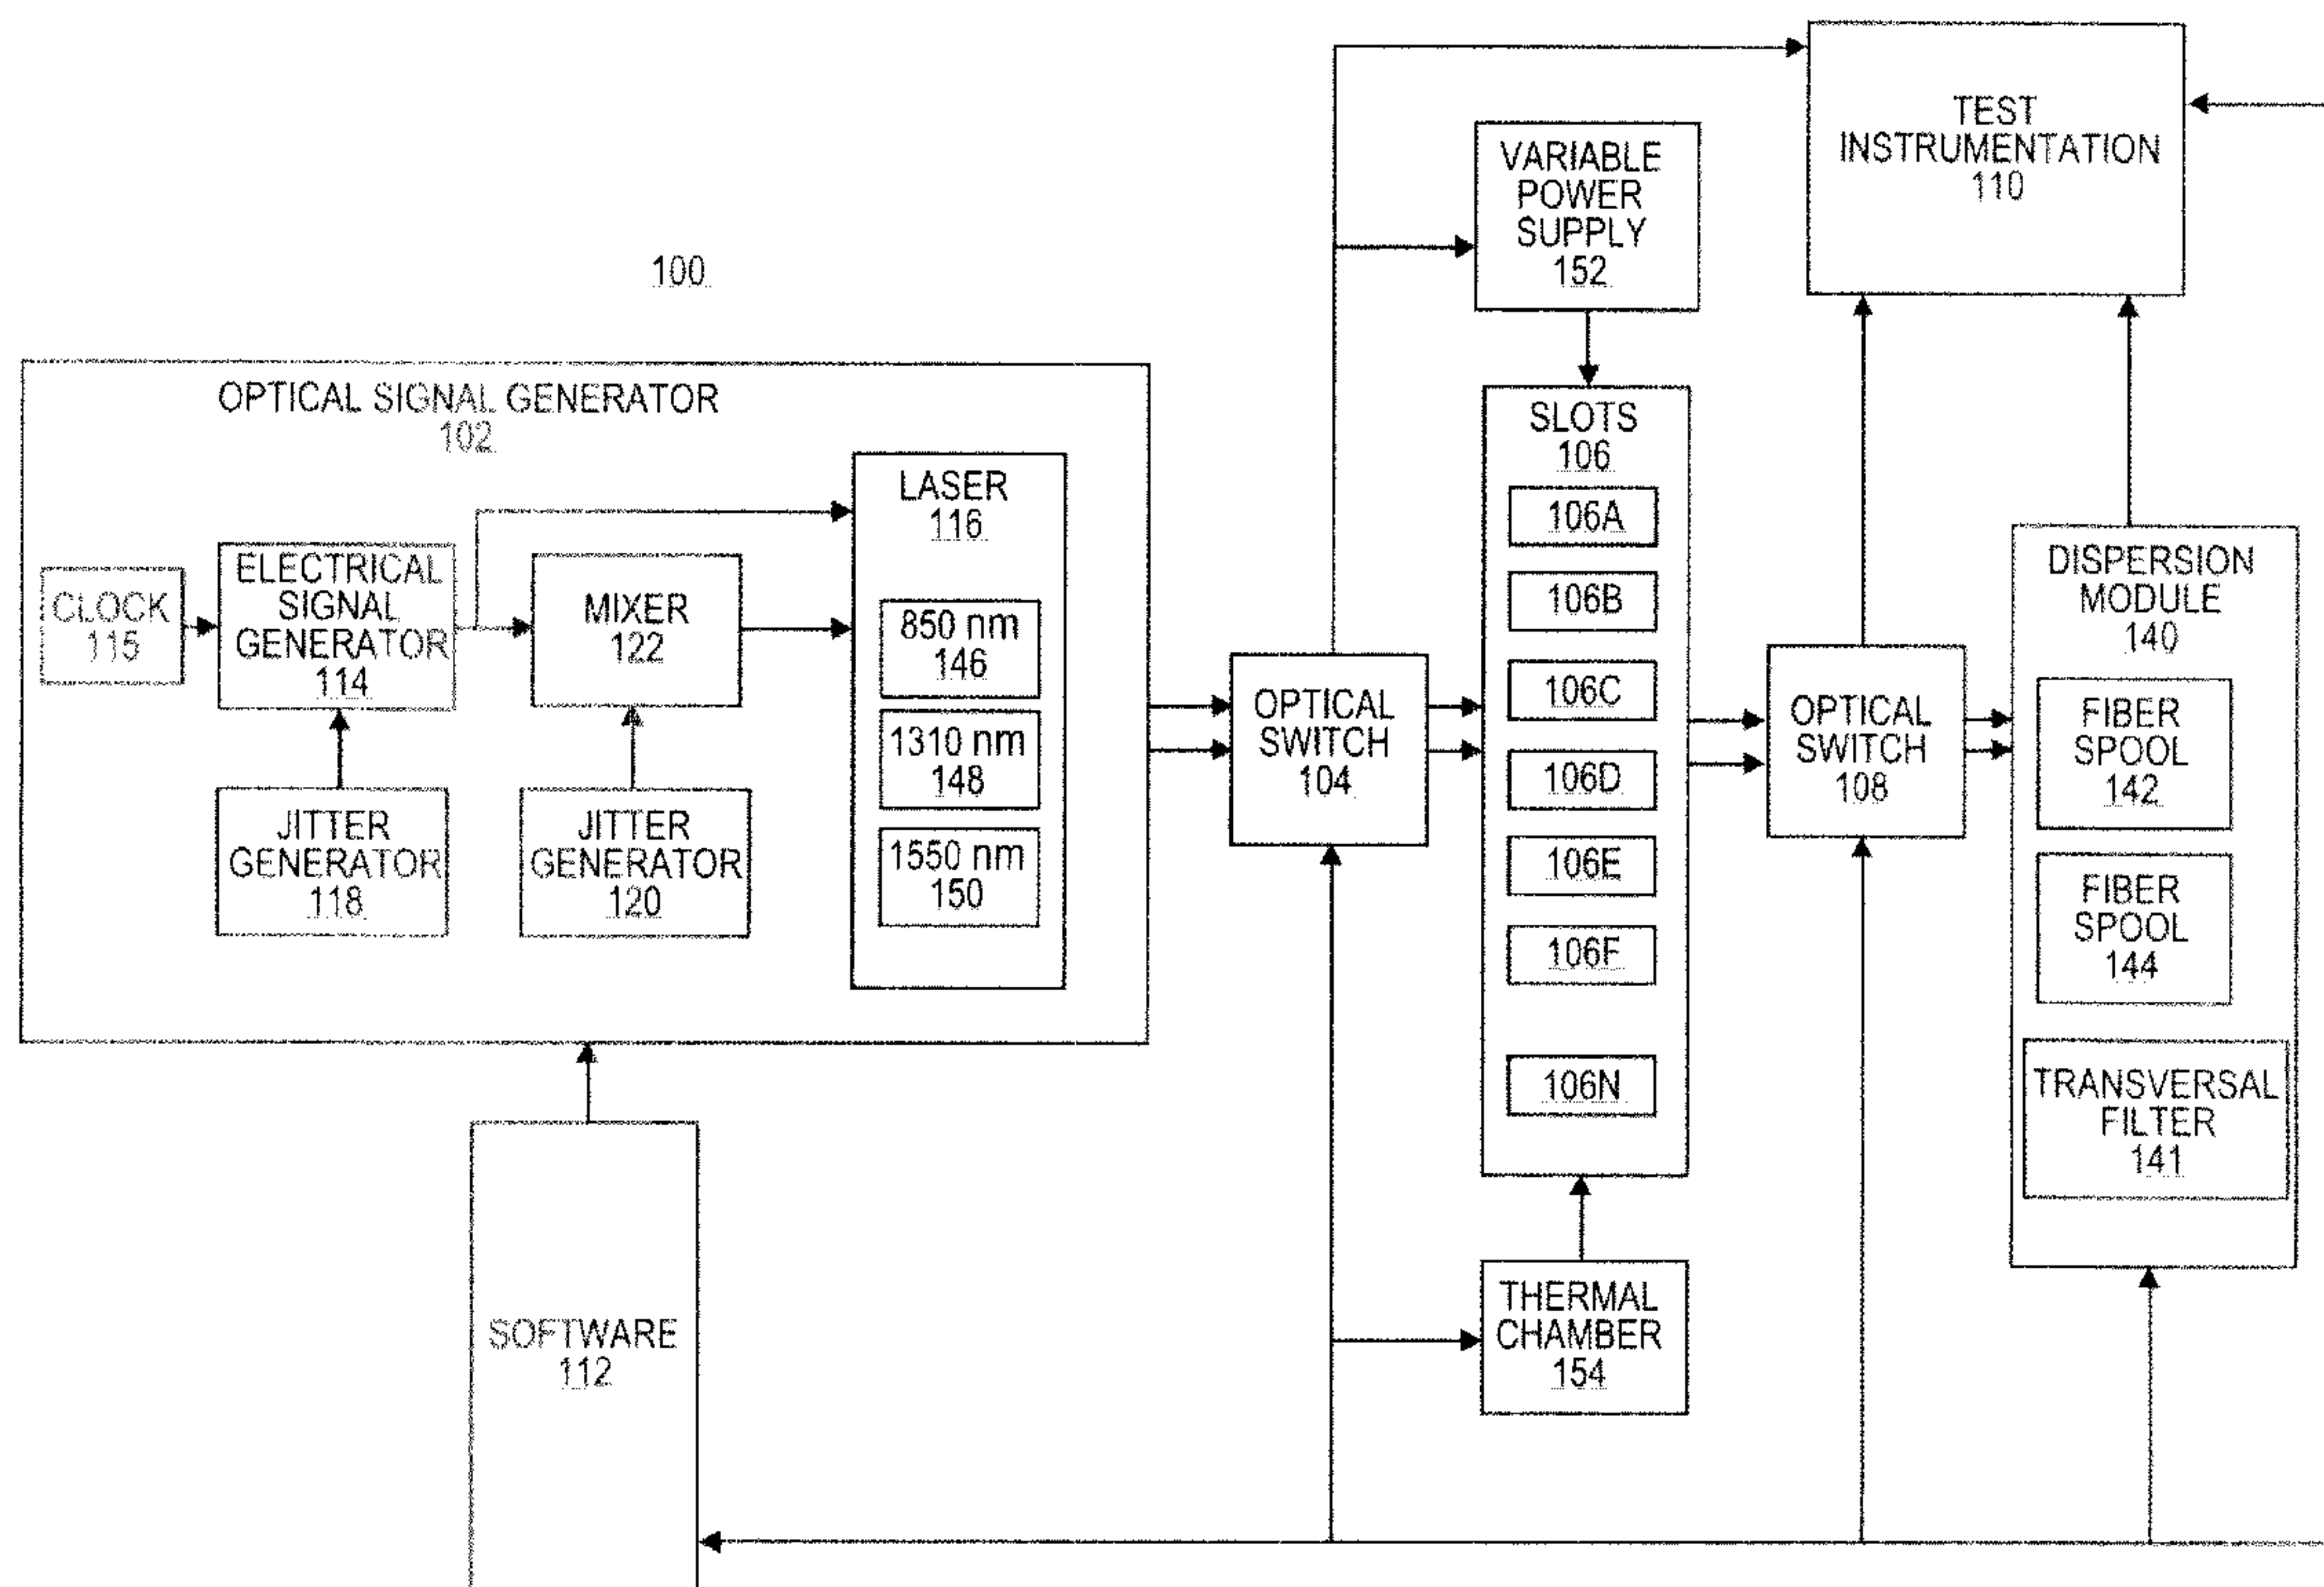 100
OPTICAL SIGNAL GENERATOR
102
CLOCK
115
ELECTRICAL
SIGNAL
GENERATOR
114
MIXER
122
JITTER
GENERATOR
118
JITTER
GENERATOR
120
LASER
116
850 nm
146
1310 nm
148
1550 nm
150
SOFTWARE
112
OPTICAL
SWITCH
104
VARIABLE
POWER
SUPPLY
152
SLOTS
106
106A
106B
106C
106D
106E
106F
106N
THERMAL
CHAMBER
154
OPTICAL
SWITCH
108
TEST
INSTRUMENTATION
110
DISPERSION
MODULE
140
FIBER
SPOOL
142
FIBER
SPOOL
144
TRANSVERSAL
FILTER
141